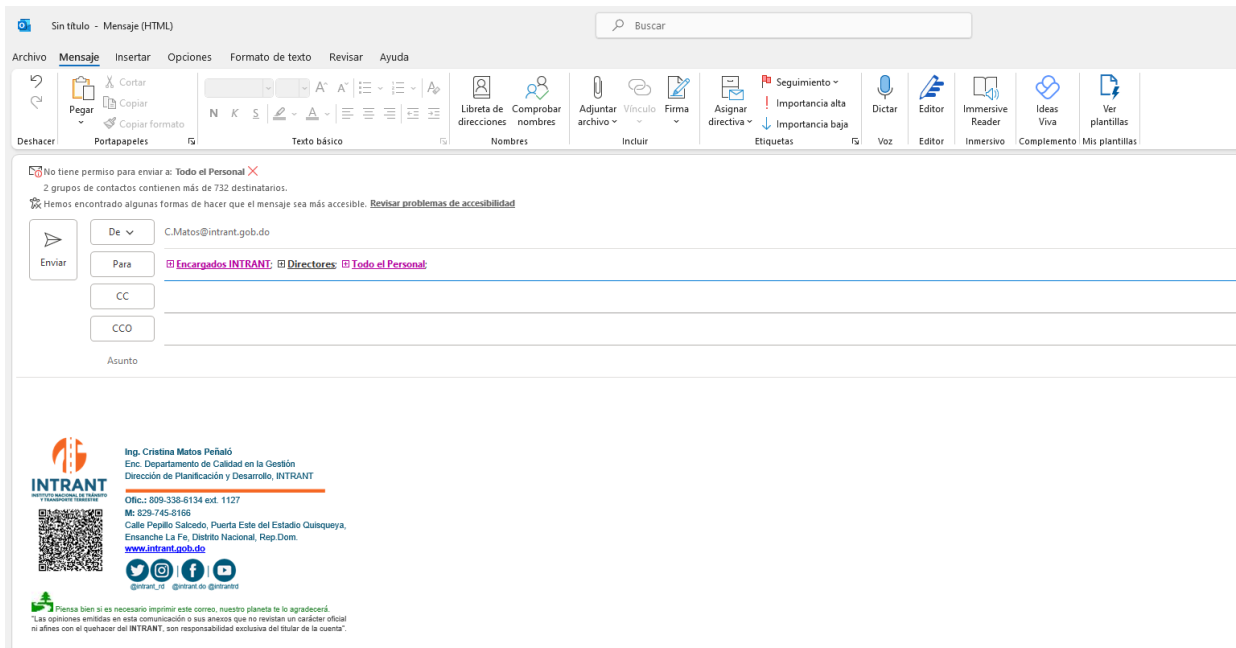 Sin título - Mensaje (HTML)
Buscar
Archivo Mensaje Insertar Opciones Formato de texto Revisar Ayuda
Pegar
Cortar
Copiar
Copiar formato
N K S
Libreta de direcciones
Comprobar nombres
Adjuntar archivo
Vínculo
Firma
Asignar directiva
Seguimiento
Importancia alta
Importancia baja
Dictar
Editor
Immersive Reader
Ideas Viva
Ver plantillas
Deshacer Portapapeles Texto básico Nombres Incluir Etiquetas Voz Editor Inmersivo Complemento Mis plantillas
No tiene permiso para enviar a: Todo el Personal
2 grupos de contactos contienen más de 732 destinatarios.
Hemos encontrado algunas formas de hacer que el mensaje sea más accesible. Revisar problemas de accesibilidad
Enviar
De C.Matos@intrant.gob.do
Para Encargados INTRANT; Directores; Todo el Personal;
CC
CCO
Asunto
INTRANT
INSTITUTO NACIONAL DE TRÁNSITO
Y TRANSPORTE TERRESTRE
Ing. Cristina Matos Peñaló
Enc. Departamento de Calidad en la Gestión
Dirección de Planificación y Desarrollo, INTRANT
Ofic.: 809-338-6134 ext. 1127
M: 829-745-8166
Calle Pepillo Salcedo, Puerta Este del Estadio Quisqueya,
Ensanche La Fe, Distrito Nacional, Rep.Dom.
www.intrant.gob.do
@intrant_rd @intrant.do @intrantrd
Piensa bien si es necesario imprimir este correo, nuestro planeta te lo agradecerá.
"Las opiniones emitidas en esta comunicación o sus anexos que no revistan un carácter oficial
ni afines con el quehacer del INTRANT, son responsabilidad exclusiva del titular de la cuenta".